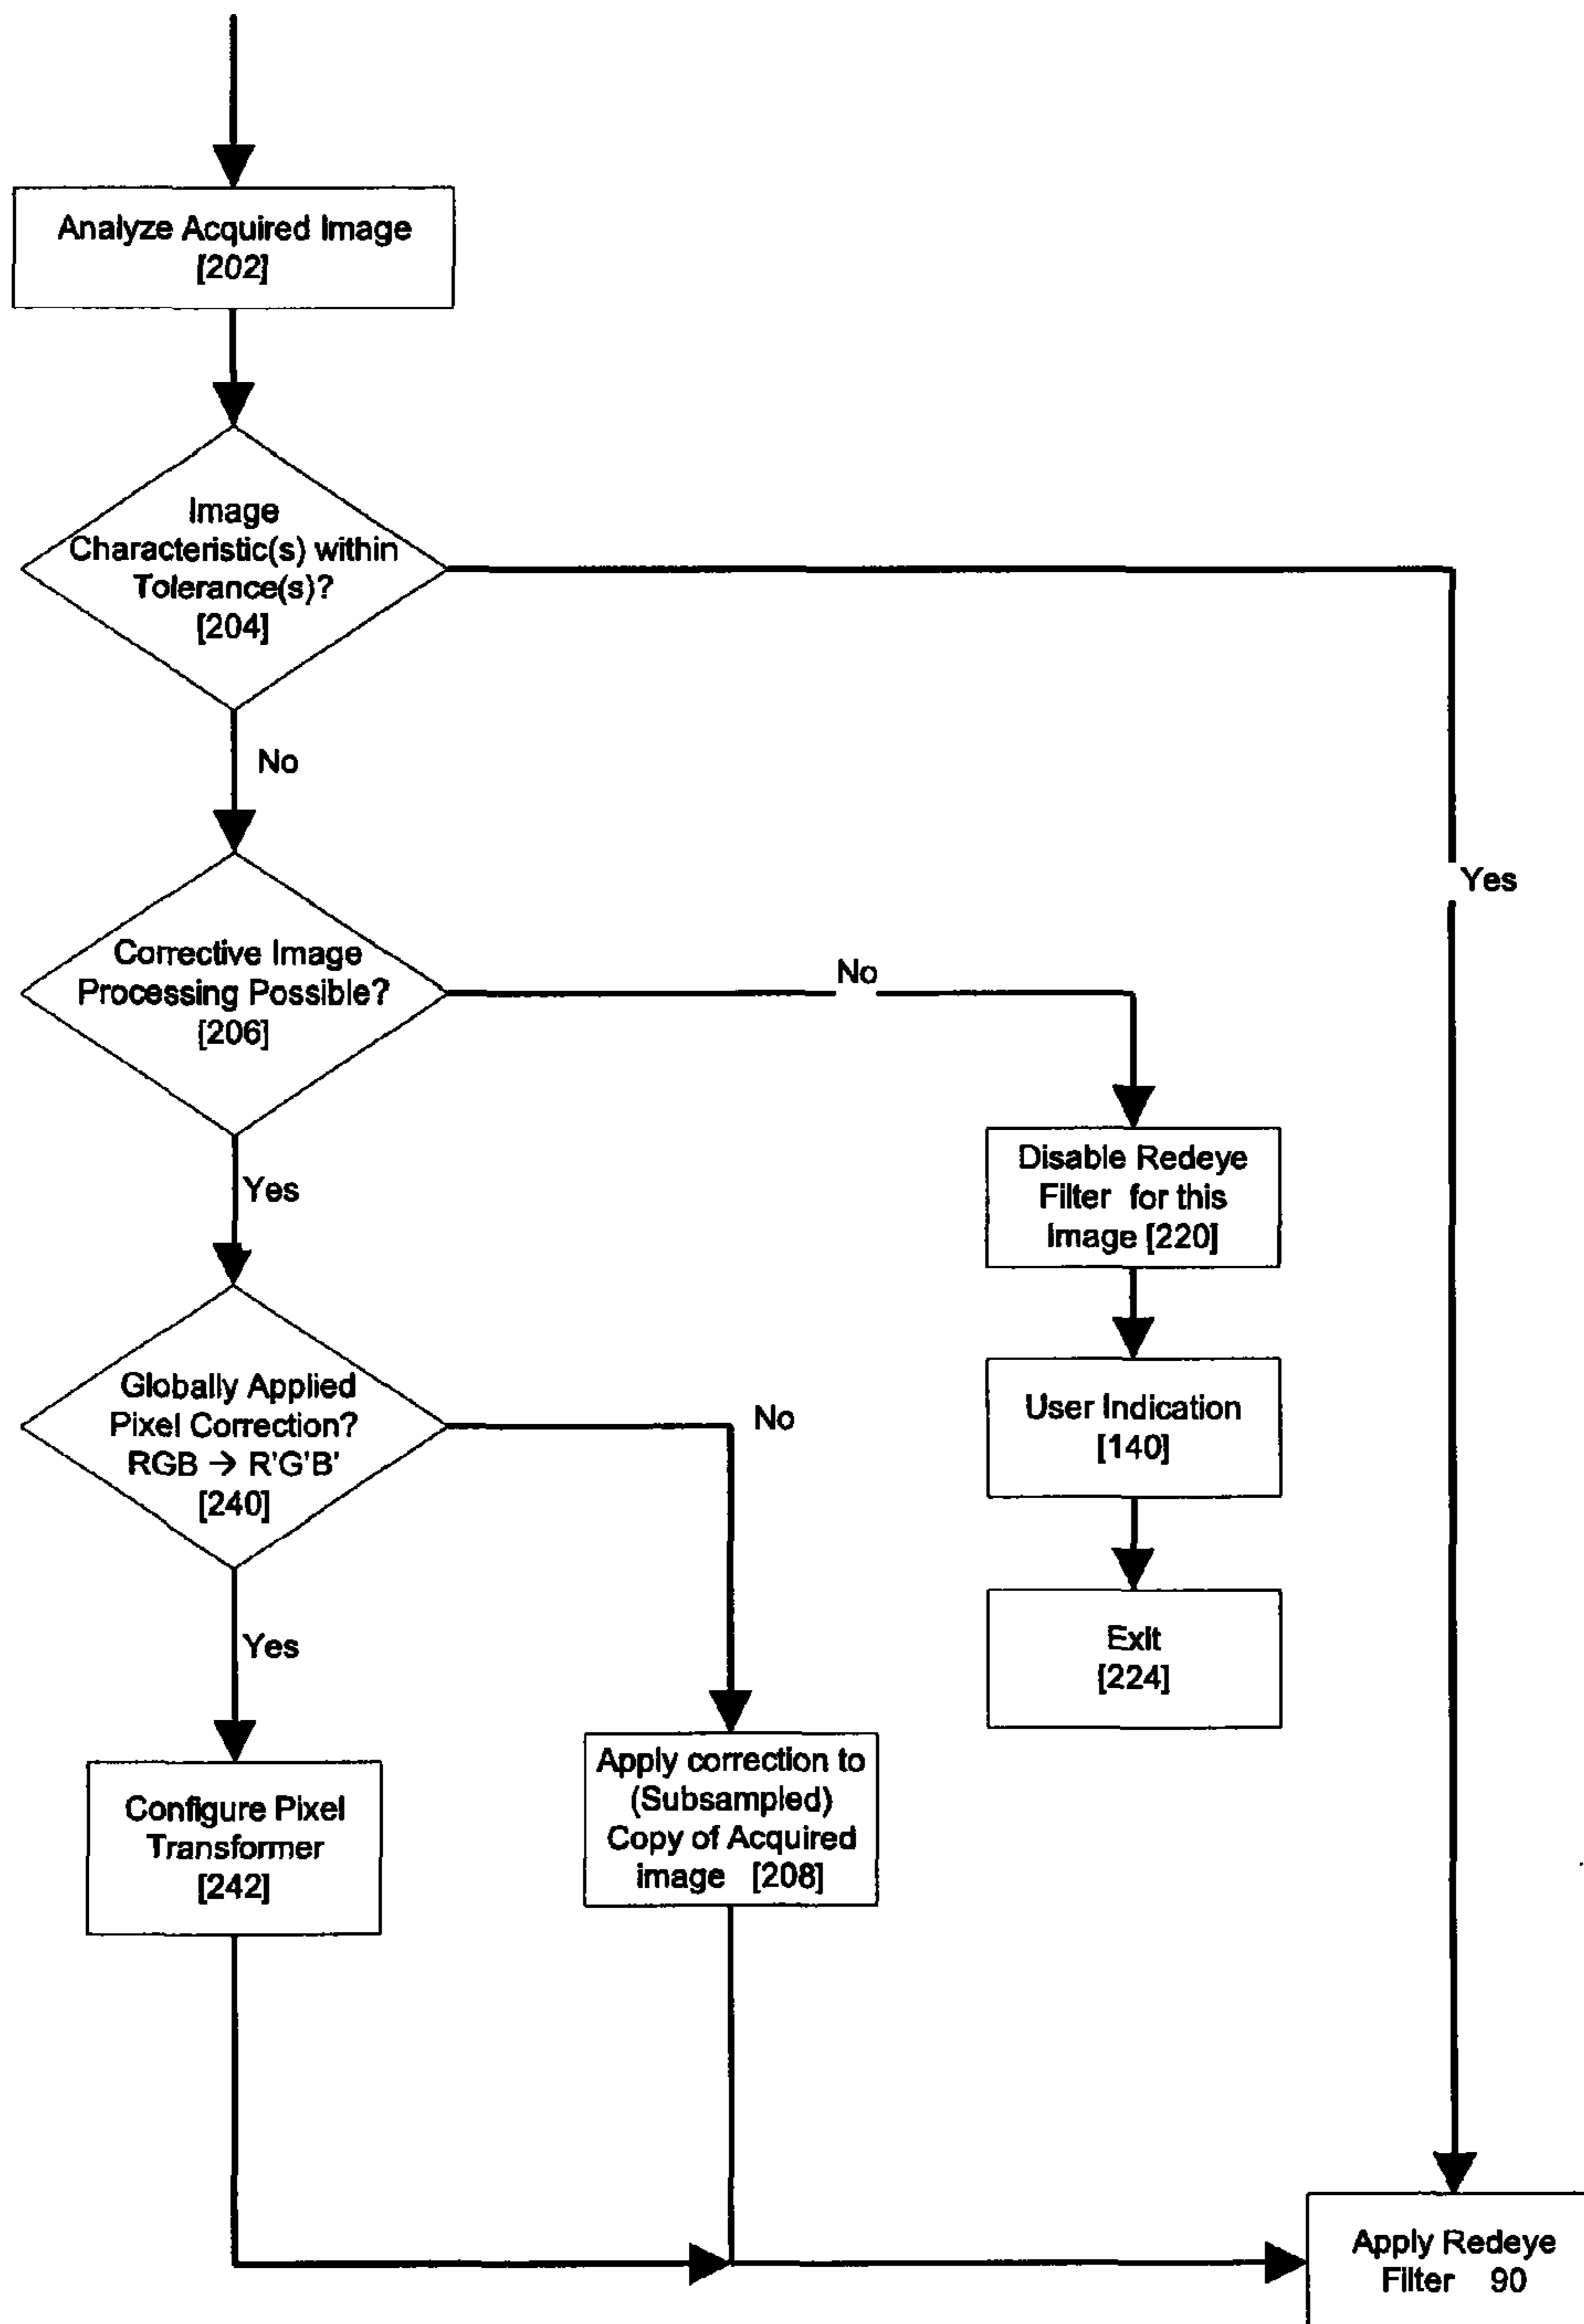 Analyze Acquired Image
[202]
Image
Characteristic(s) within
Tolerance(s)?
[204]
Yes
No
Corrective Image
Processing Possible?
[206]
No
Yes
Disable Redeye
Filter for this
Image [220]
User Indication
[140]
Exit
[224]
Globally Applied
Pixel Correction?
RGB → R'G'B'
[240]
No
Yes
Configure Pixel
Transformer
[242]
Apply correction to
(Subsampled)
Copy of Acquired
image [208]
Apply Redeye
Filter 90